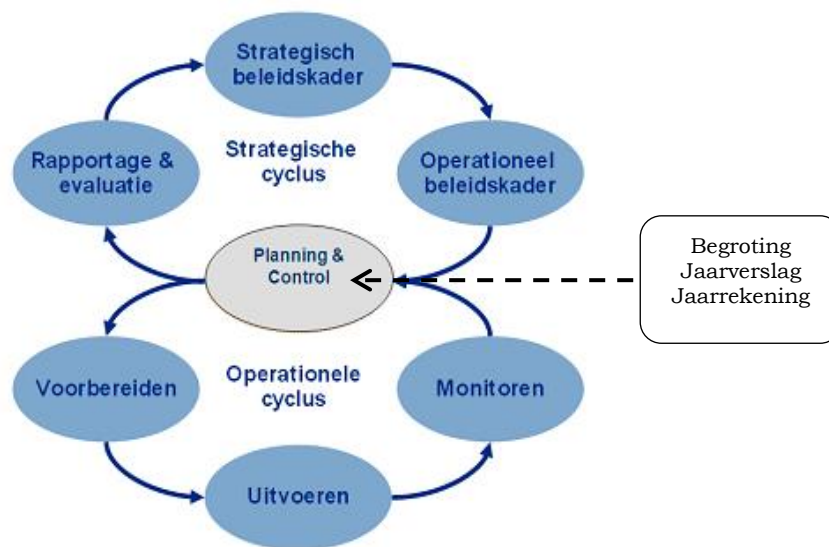 Strategisch
beleidskader
Rapportage &
evaluatie
Strategische
cyclus
Operationeel
beleidskader
Planning &
Control
Begroting
Jaarverslag
Jaarrekening
Voorbereiden
Operationele
cyclus
Monitoren
Uitvoeren